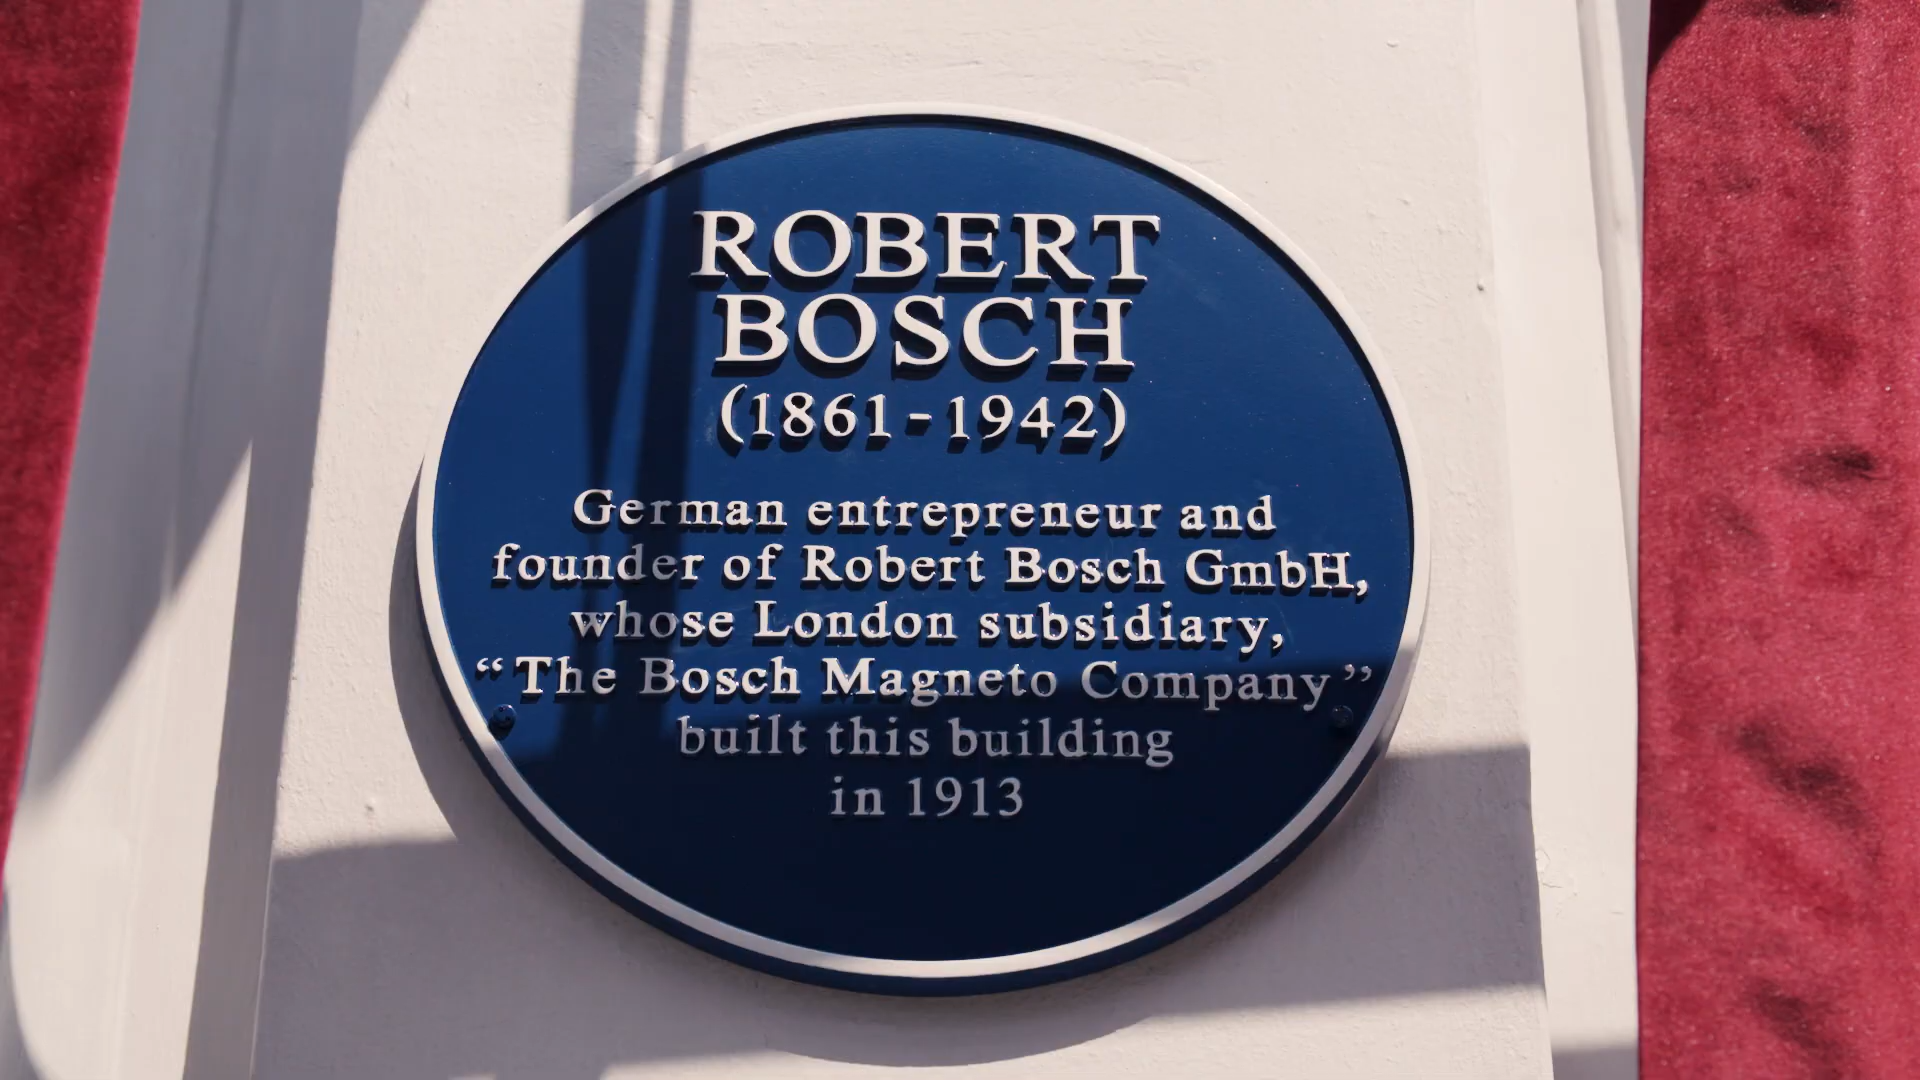 ROBERT
BOSCH
(1861-1942)
German entrepreneur and
founder of Robert Bosch GmbH,
whose London subsidiary,
“The Bosch Magneto Company”
built this building
in 1913